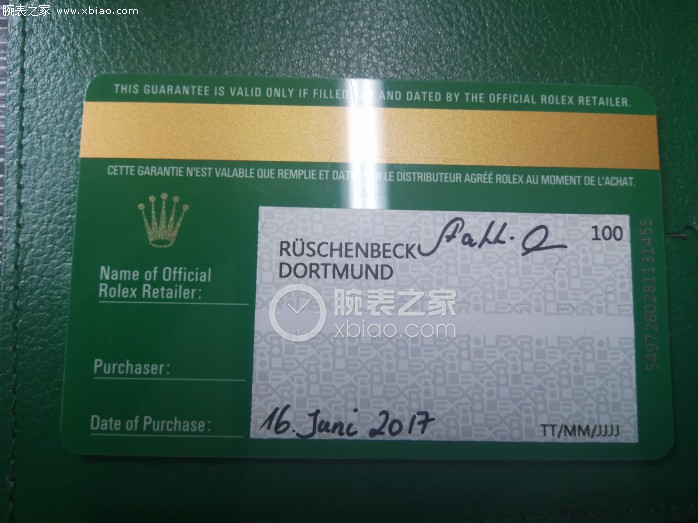 腕表之家
www.xbiao.com
THIS GUARANTEE IS VALID ONLY IF FILLED AND DATED BY THE OFFICIAL ROLEX RETAILER.
CETTE GARANTIE N'EST VALABLE QUE REMPLIE ET PAR LE DISTRIBUTEUR AGRÉÉ ROLEX AU MOMENT DE L'ACHAT.
100
RÜSCHENBECK
DORTMUND
Name of Official
Rolex Retailer:
腕表之家
xbiao.com
Purchaser:
Date of Purchase:
16. Juni 2017
TT/MM/JJJJ
5497280281131455